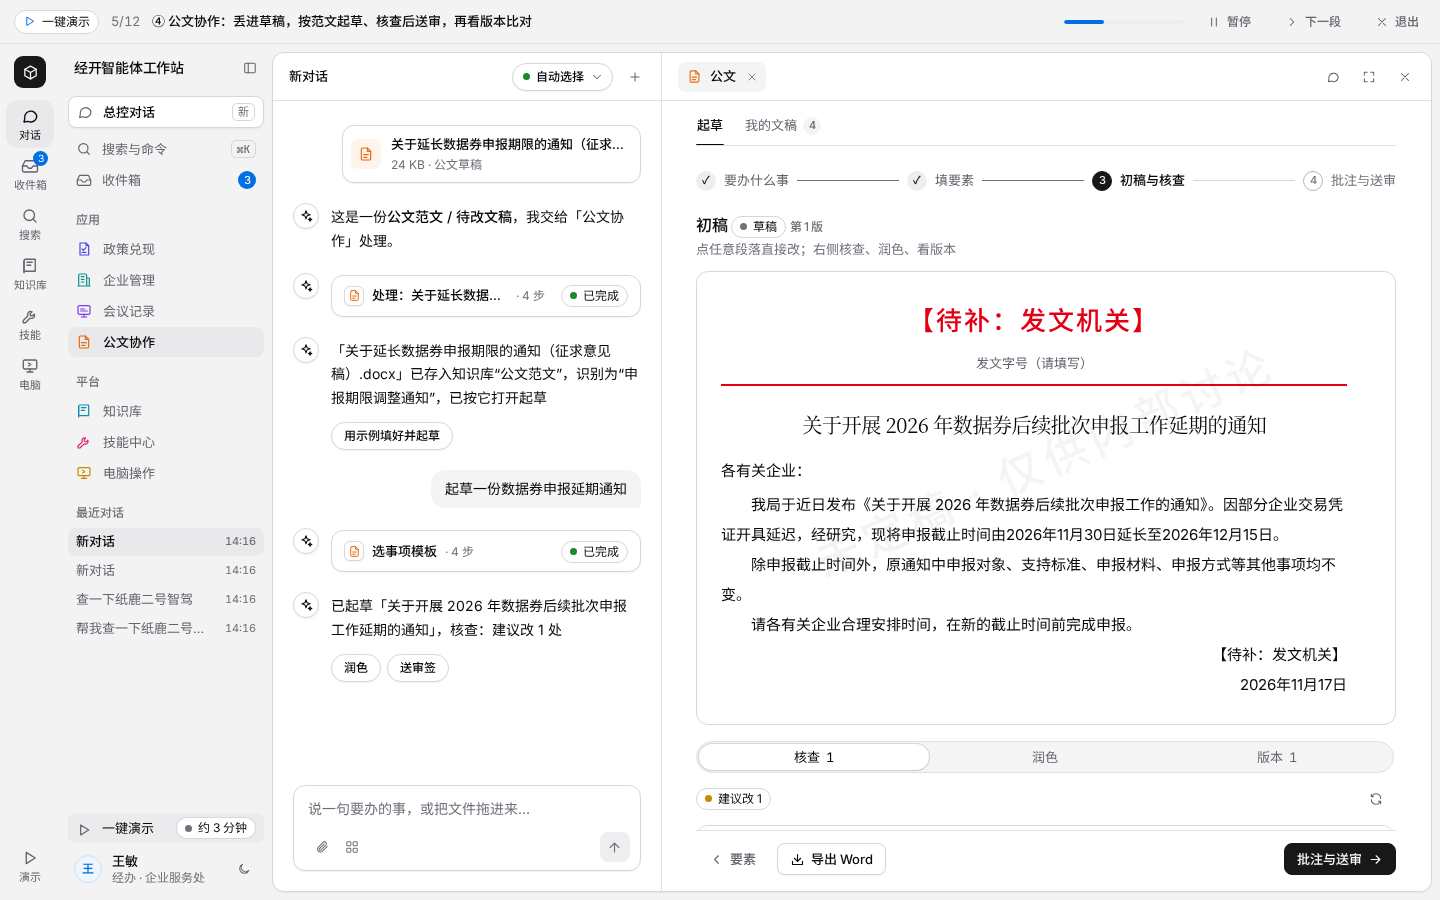 一键演示
5/12
④ 公文协作：丢进草稿，按范文起草、核查后送审，再看版本比对
暂停
下一段
退出
对话
3
收件箱
搜索
知识库
技能
电脑
演示
经开智能体工作站
总控对话
新
搜索与命令
⌘K
收件箱
3
应用
政策兑现
企业管理
会议记录
公文协作
平台
知识库
技能中心
电脑操作
最近对话
新对话 14:16
新对话 14:16
查一下纸鹿二号智驾 14:16
帮我查一下纸鹿二号... 14:16
一键演示
约 3 分钟
王
王敏
经办 · 企业服务处
新对话
自动选择
关于延长数据券申报期限的通知（征求...
24 KB · 公文草稿
这是一份公文范文 / 待改文稿，我交给「公文协
作」处理。
处理：关于延长数据... · 4 步
已完成
「关于延长数据券申报期限的通知（征求意见
稿）.docx」已存入知识库“公文范文”，识别为“申
报期限调整通知”，已按它打开起草
用示例填好并起草
起草一份数据券申报延期通知
选事项模板 · 4 步
已完成
已起草「关于开展 2026 年数据券后续批次申报
工作延期的通知」，核查：建议改 1 处
润色
送审签
说一句要办的事，或把文件拖进来...
公文
起草
我的文稿 4
要办什么事
填要素
3 初稿与核查
4 批注与送审
初稿
草稿
第 1 版
点任意段落直接改；右侧核查、润色、看版本
【待补：发文机关】
发文字号（请填写）
关于开展 2026 年数据券后续批次申报工作延期的通知
各有关企业：
我局于近日发布《关于开展 2026 年数据券后续批次申报工作的通知》。因部分企业交易凭
证开具延迟，经研究，现将申报截止时间由2026年11月30日延长至2026年12月15日。
除申报截止时间外，原通知中申报对象、支持标准、申报材料、申报方式等其他事项均不
变。
请各有关企业合理安排时间，在新的截止时间前完成申报。
【待补：发文机关】
2026年11月17日
核查 1
润色
版本 1
建议改 1
要素
导出 Word
批注与送审